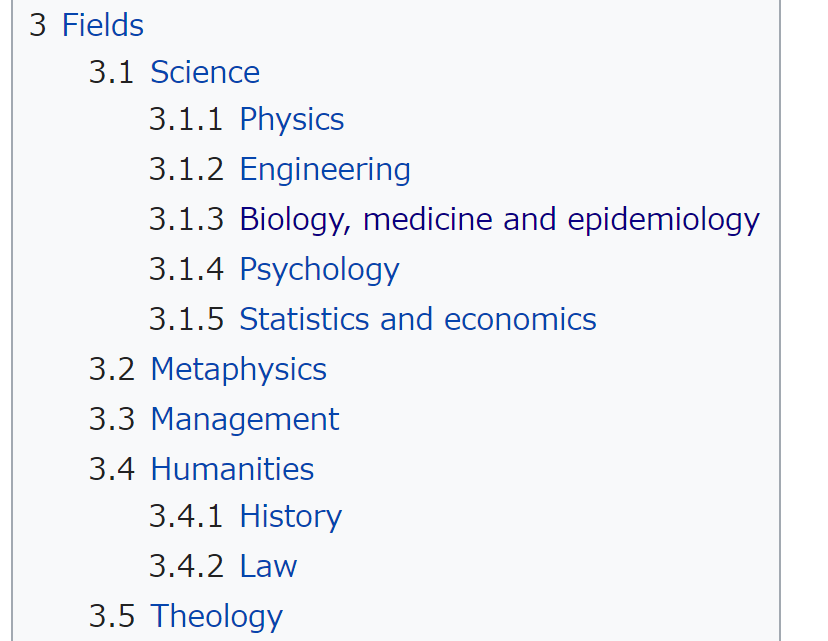 3 Fields
3.1 Science
3.1.1 Physics
3.1.2 Engineering
3.1.3 Biology, medicine and epidemiology
3.1.4 Psychology
3.1.5 Statistics and economics
3.2 Metaphysics
3.3 Management
3.4 Humanities
3.4.1 History
3.4.2 Law
3.5 Theology